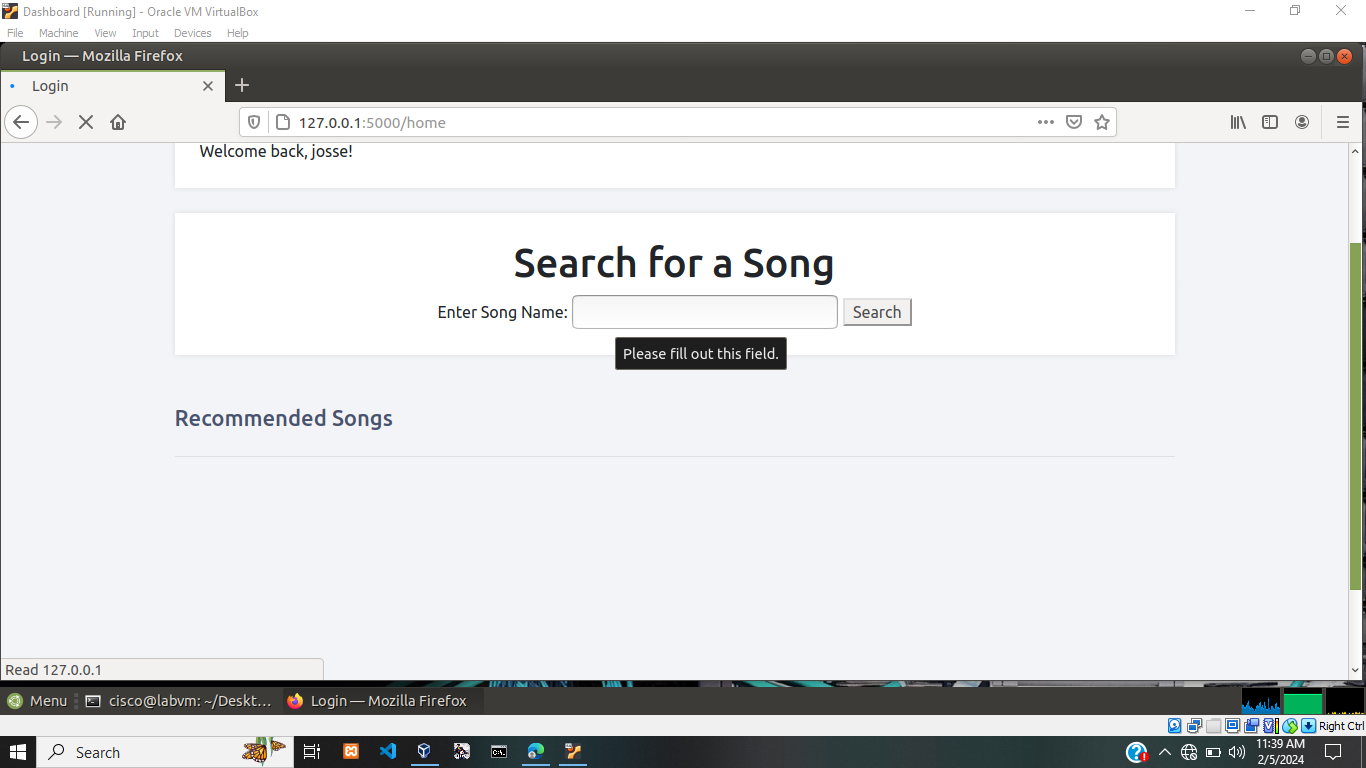 Dashboard [Running] - Oracle VM VirtualBox
File Machine View Input Devices Help
Login — Mozilla Firefox
Login
127.0.0.1:5000/home
Welcome back, josse!
Search for a Song
Enter Song Name: Search
Please fill out this field.
Recommended Songs
Read 127.0.0.1
Menu cisco@labvm: ~/Deskt... Login — Mozilla Firefox
Right Ctrl
Search
11:39 AM
2/5/2024